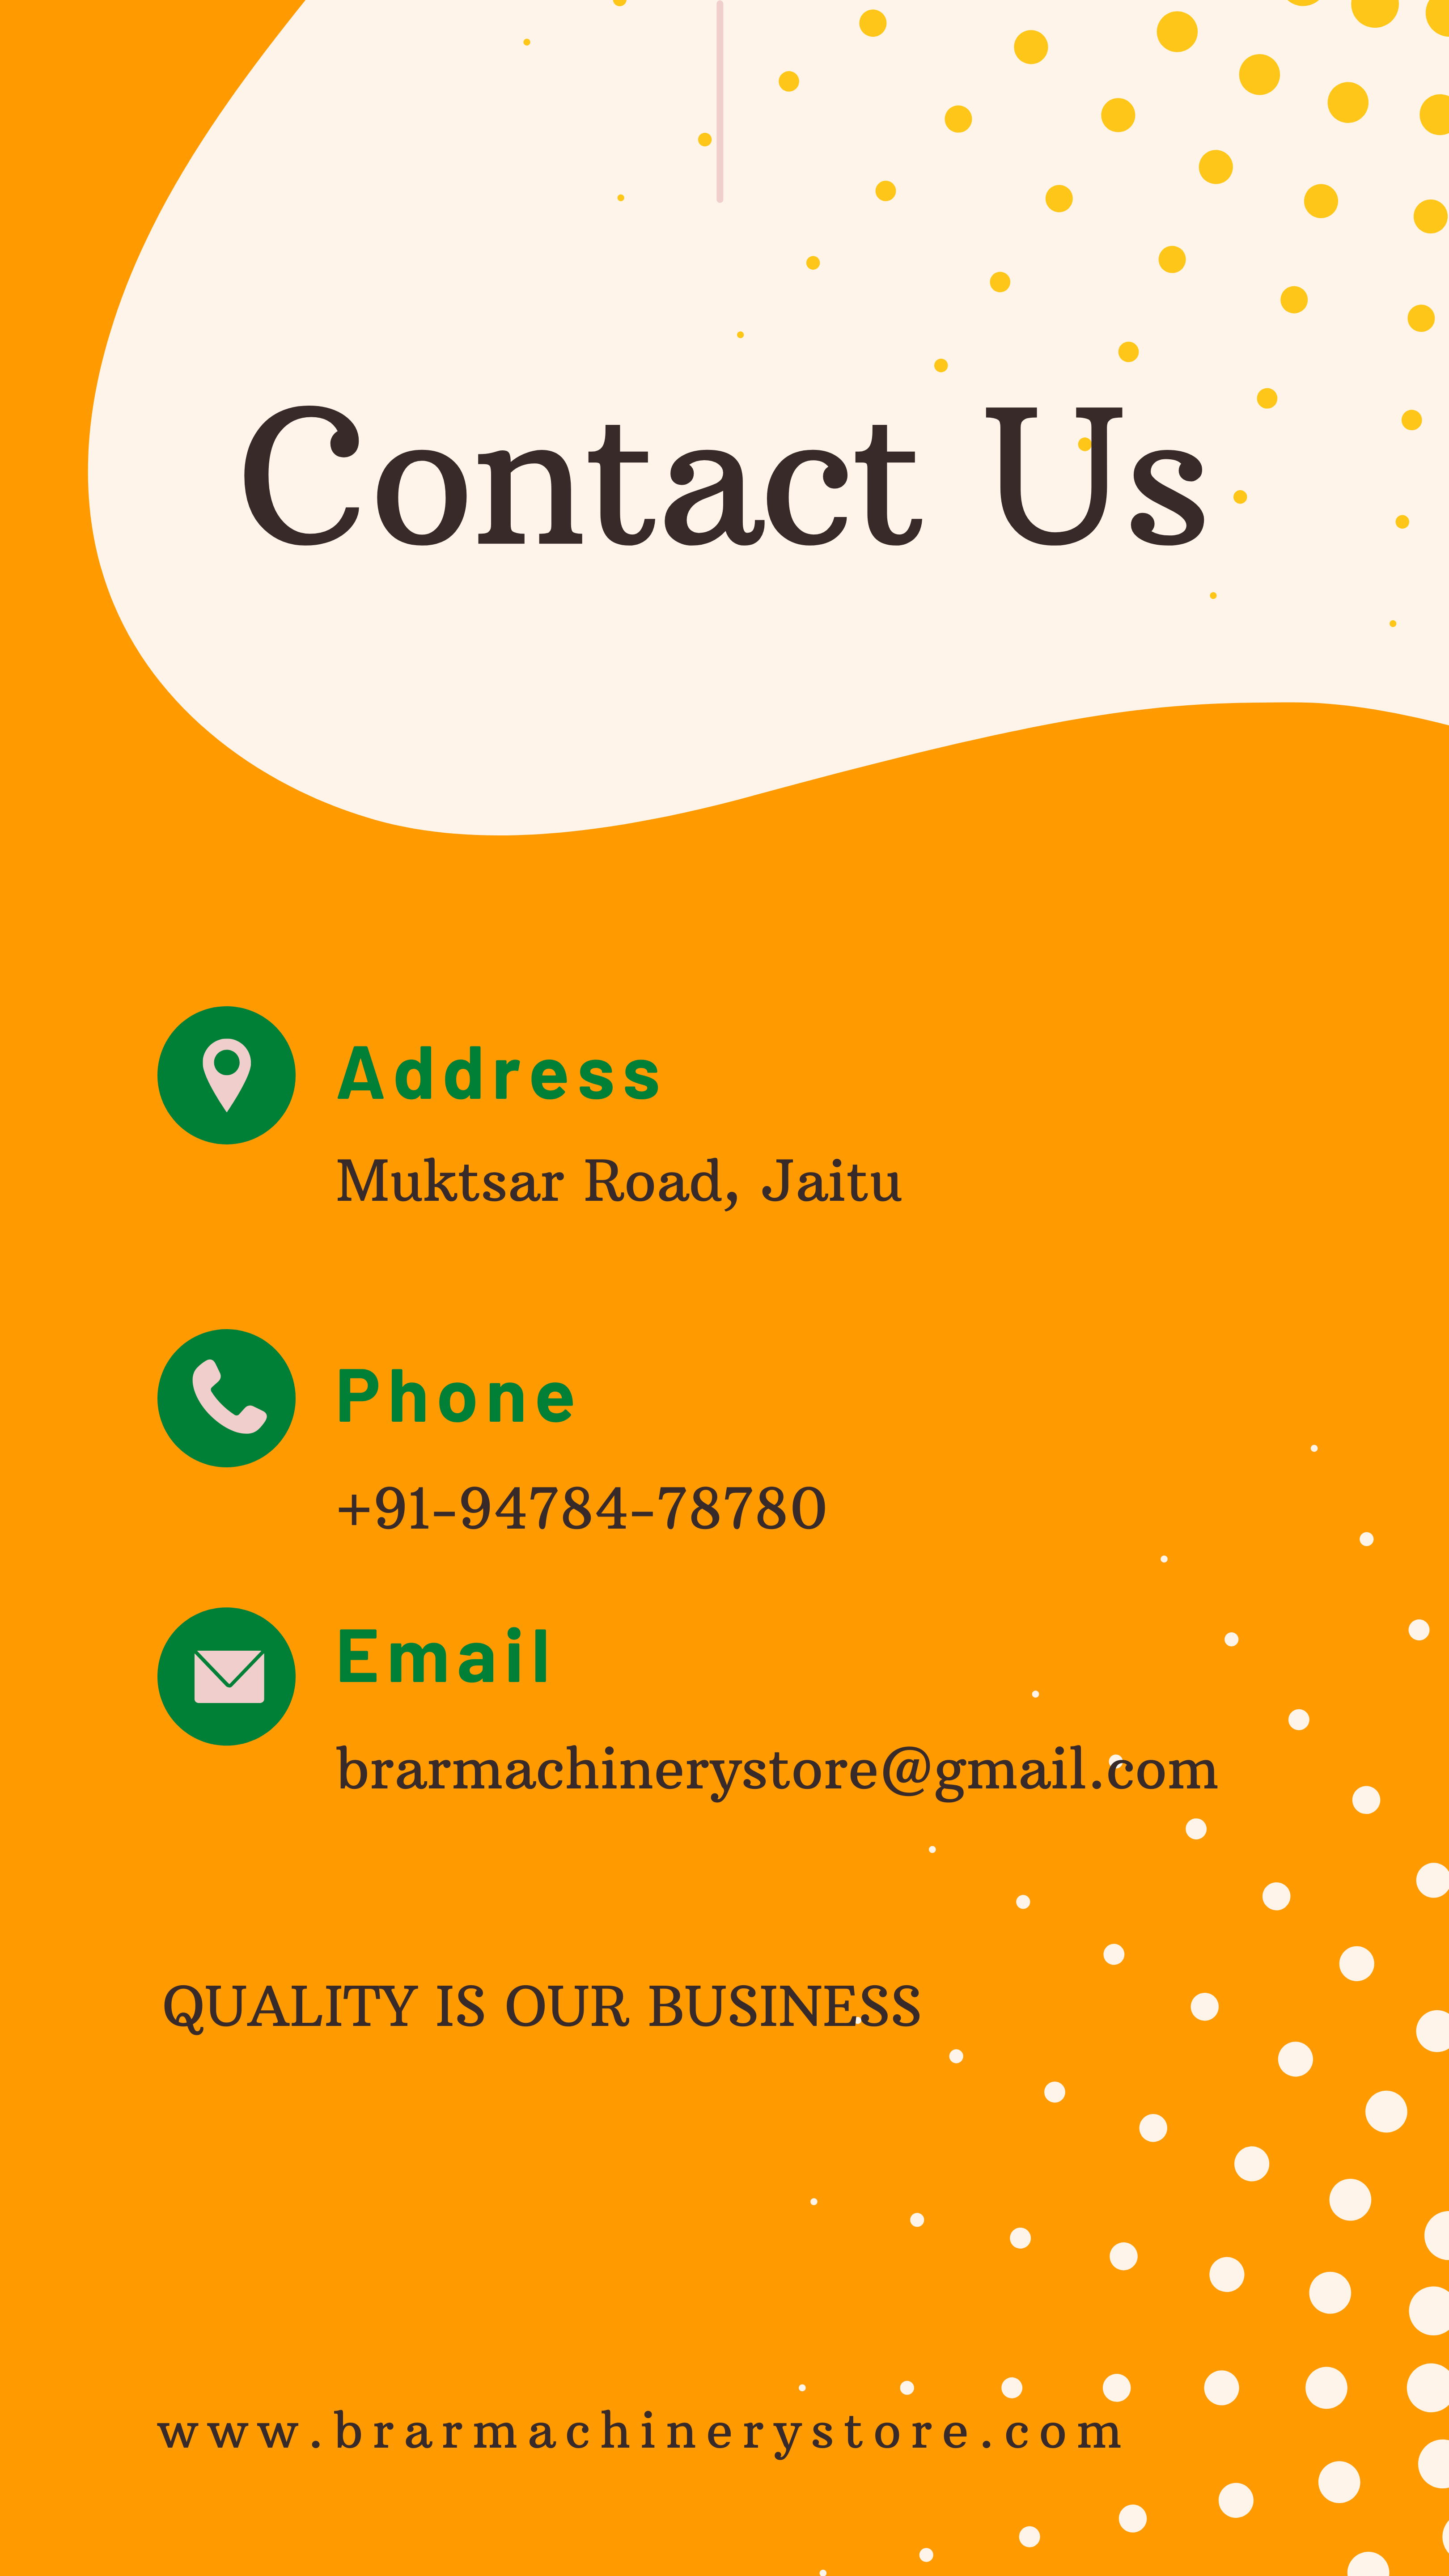 Contact Us
Address
Muktsar Road, Jaitu
Phone
+91-94784-78780
Email
brarmachinerystore@gmail.com
QUALITY IS OUR BUSINESS
www.brarmachinerystore.com